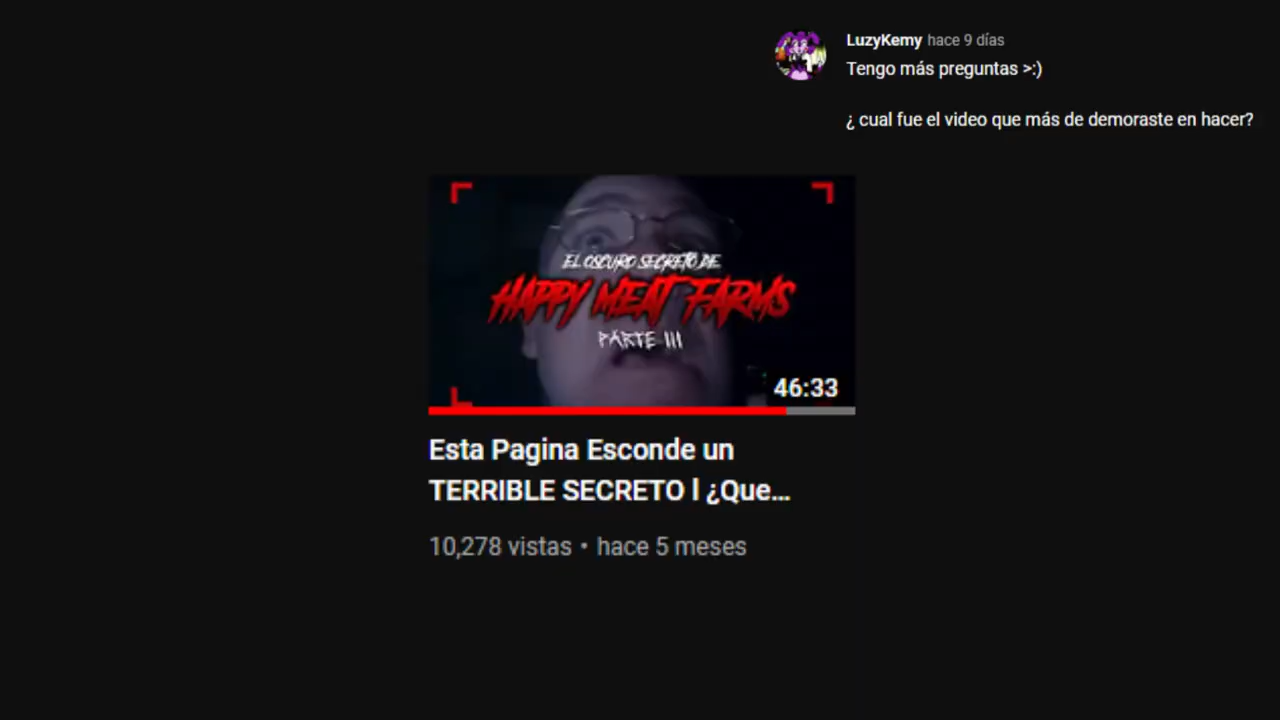 LuzyKemy hace 9 días
Tengo más preguntas >:)
¿ cual fue el video que más de demoraste en hacer?
EL OSCURO SECRETO DE
HAPPY MEAT FARMS
PARTE III
46:33
Esta Pagina Esconde un
TERRIBLE SECRETO l ¿Que...
10,278 vistas • hace 5 meses